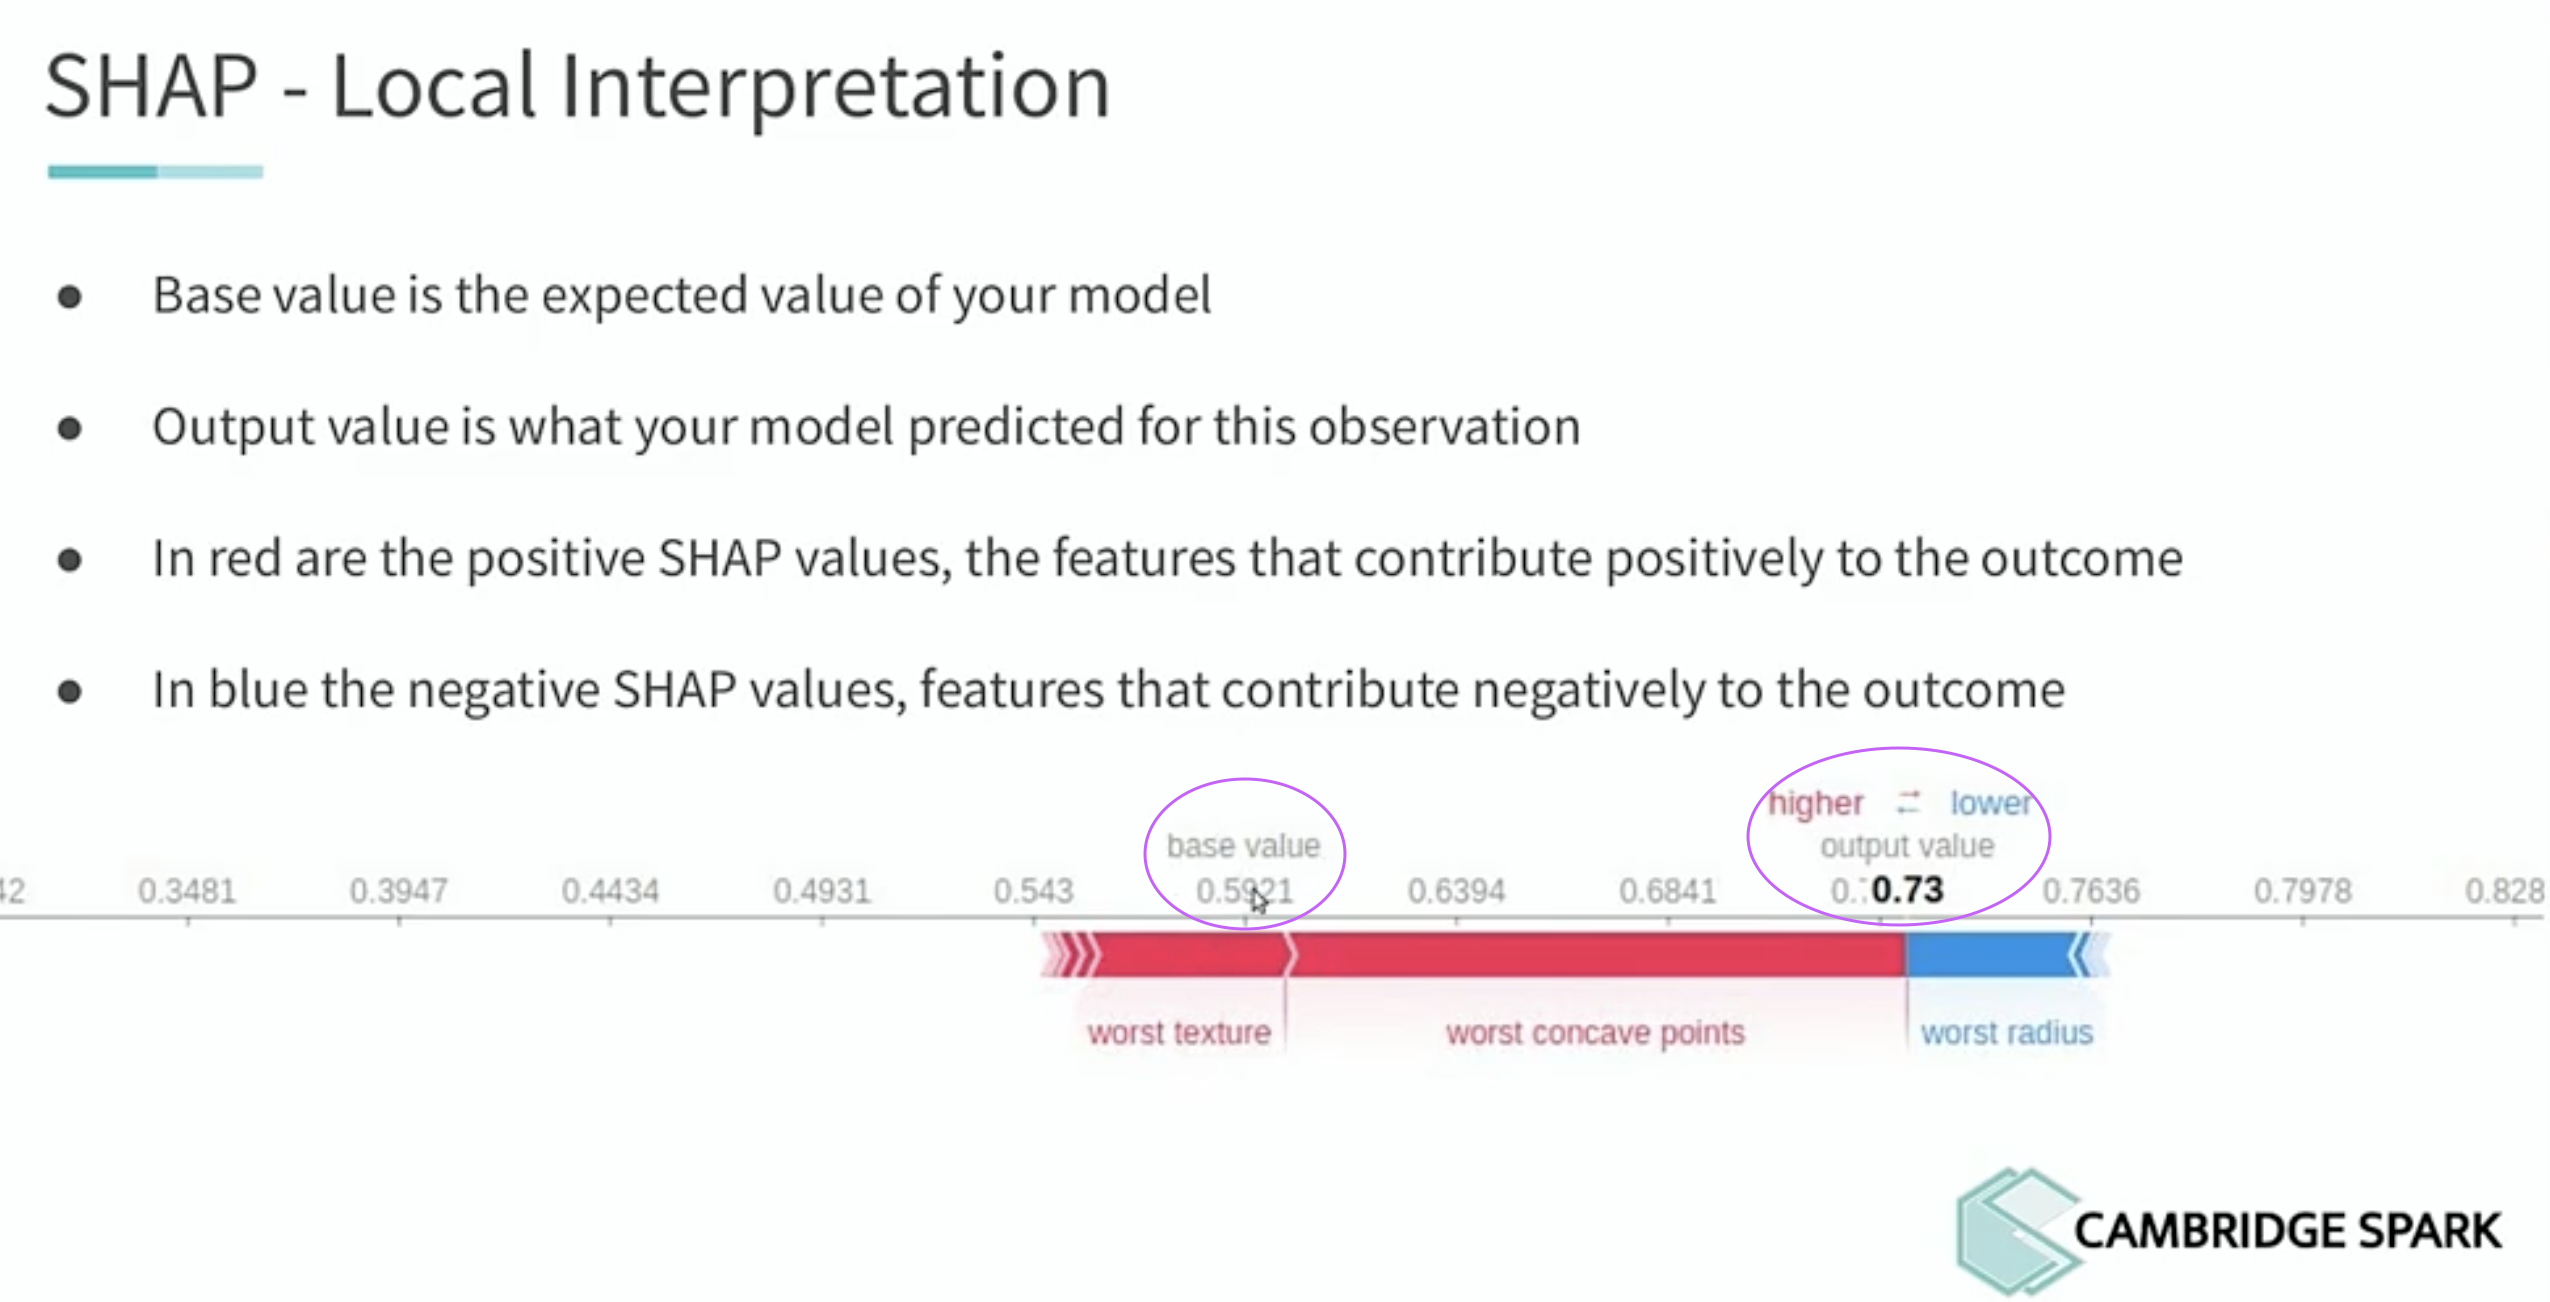 SHAP - Local Interpretation
● Base value is the expected value of your model
● Output value is what your model predicted for this observation
● In red are the positive SHAP values, the features that contribute positively to the outcome
● In blue the negative SHAP values, features that contribute negatively to the outcome
higher ⇄ lower
base value output value
42 0.3481 0.3947 0.4434 0.4931 0.543 0.5921 0.6394 0.6841 0.73 0.7636 0.7978 0.828
worst texture worst concave points worst radius
CAMBRIDGE SPARK